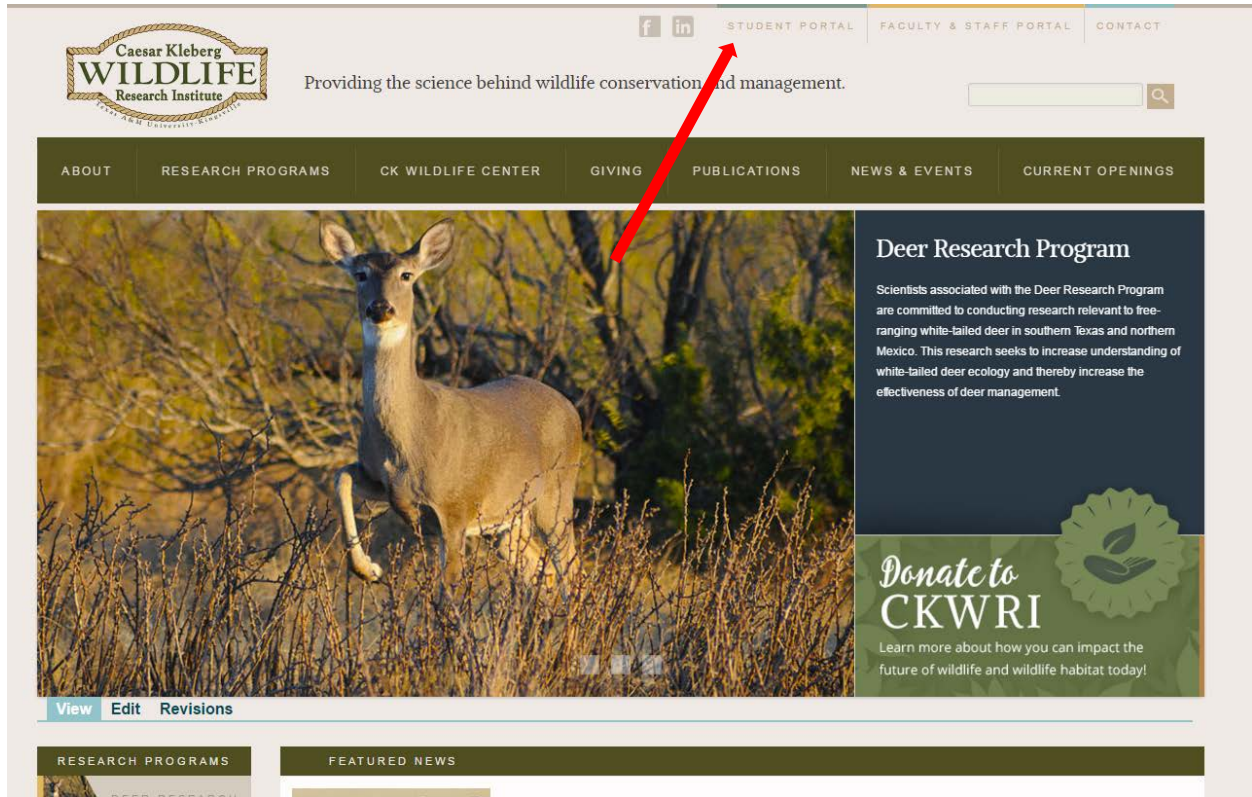 STUDENT PORTAL
FACULTY & STAFF PORTAL
CONTACT
Caesar Kleberg
WILDLIFE
Research Institute
Texas A&M University-Kingsville
Providing the science behind wildlife conservation and management.
ABOUT
RESEARCH PROGRAMS
CK WILDLIFE CENTER
GIVING
PUBLICATIONS
NEWS & EVENTS
CURRENT OPENINGS
Deer Research Program
Scientists associated with the Deer Research Program
are committed to conducting research relevant to free-
ranging white-tailed deer in southern Texas and northern
Mexico. This research seeks to increase understanding of
white-tailed deer ecology and thereby increase the
effectiveness of deer management.
Donate to
CKWRI
Learn more about how you can impact the
future of wildlife and wildlife habitat today!
View Edit Revisions
RESEARCH PROGRAMS
FEATURED NEWS
DEER RESEARCH